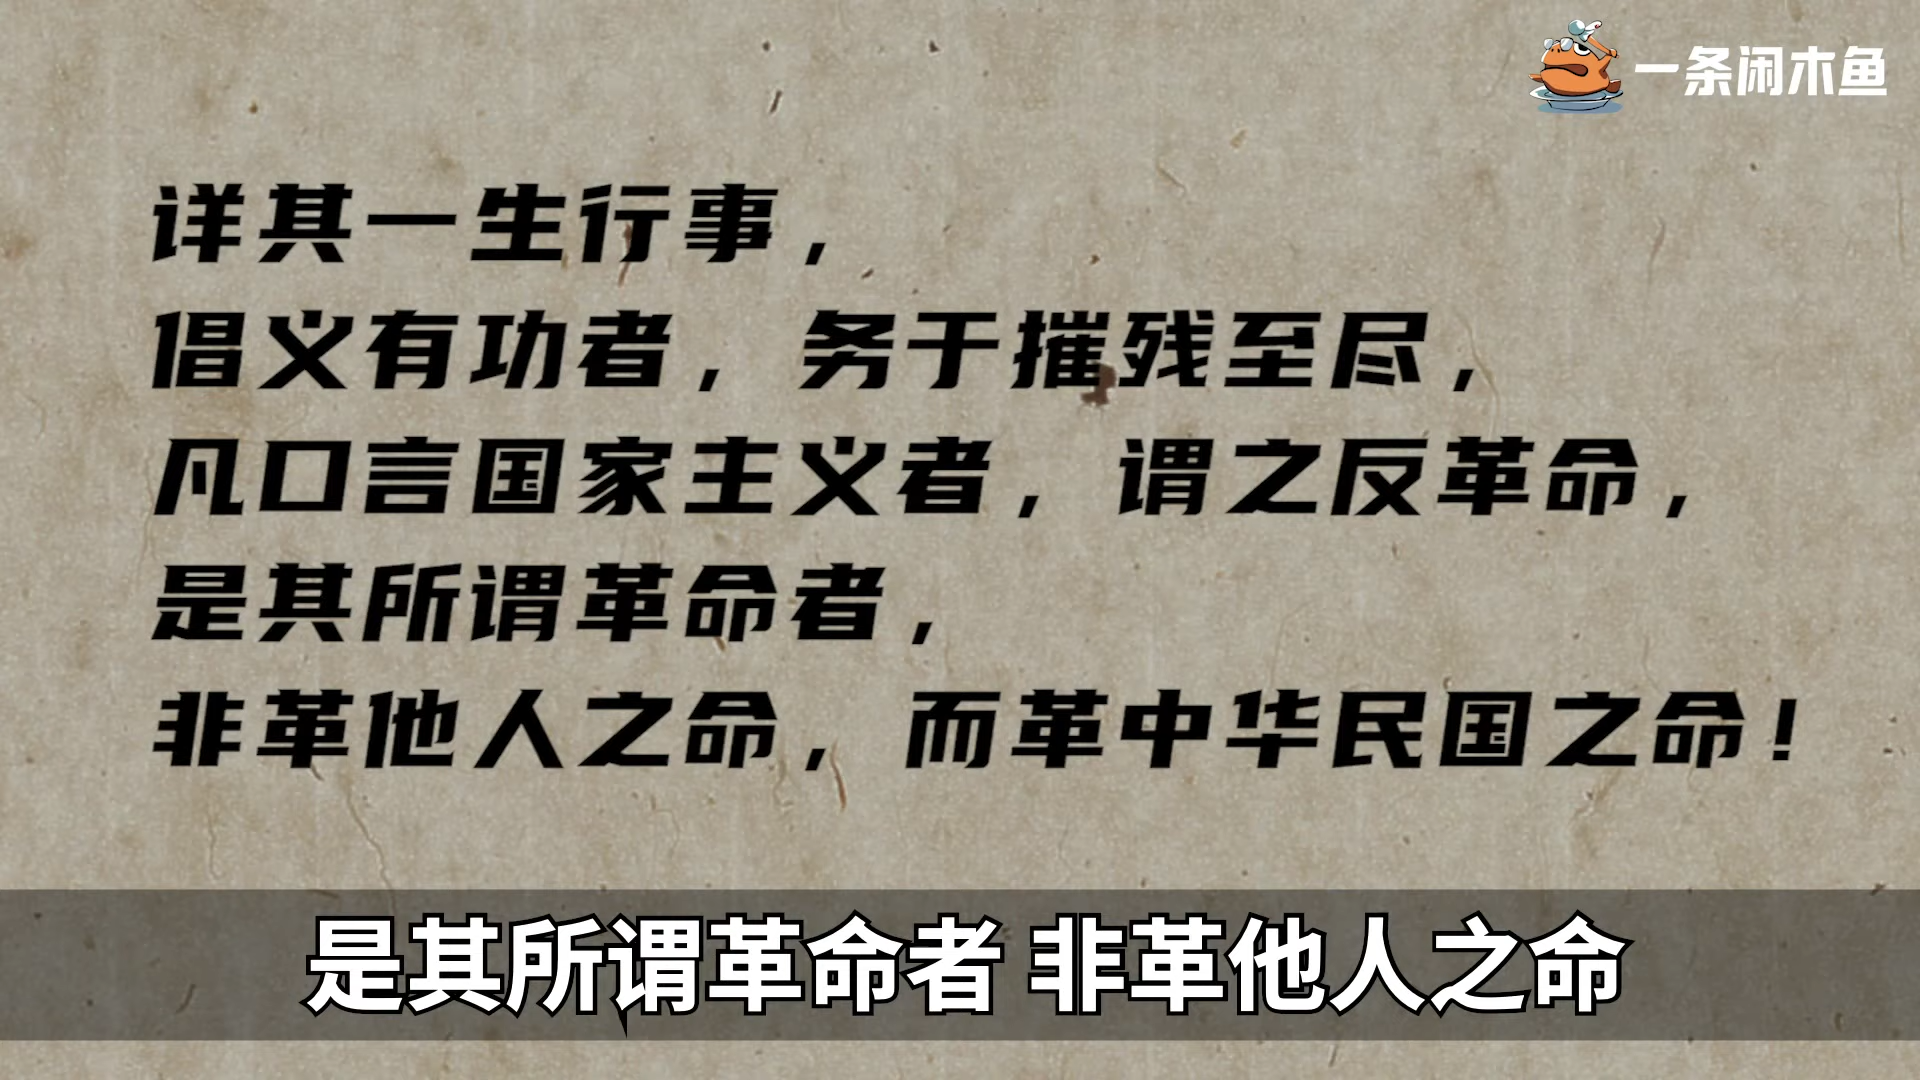 一条闲木鱼
详其一生行事，
倡义有功者，务于摧残至尽，
凡口言国家主义者，谓之反革命，
是其所谓革命者，
非革他人之命，而革中华民国之命！
是其所谓革命者 非革他人之命